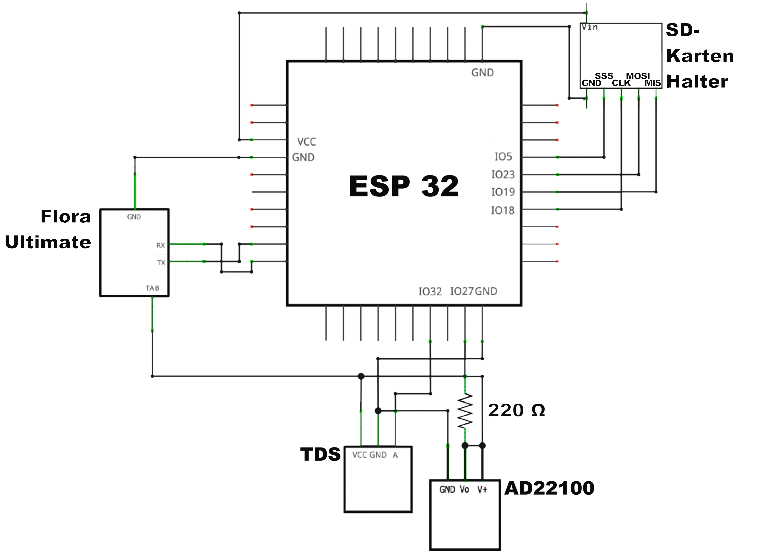 SD-
Karten
Halter
Vin
SSS MOSI
GND CLK MIS
GND
VCC
GND
ESP 32
IO5
IO23
IO19
IO18
Flora
Ultimate
GND
RX
TX
TAB
IO32 IO27 GND
220 Ω
TDS
VCC GND A
GND Vo V+
AD22100